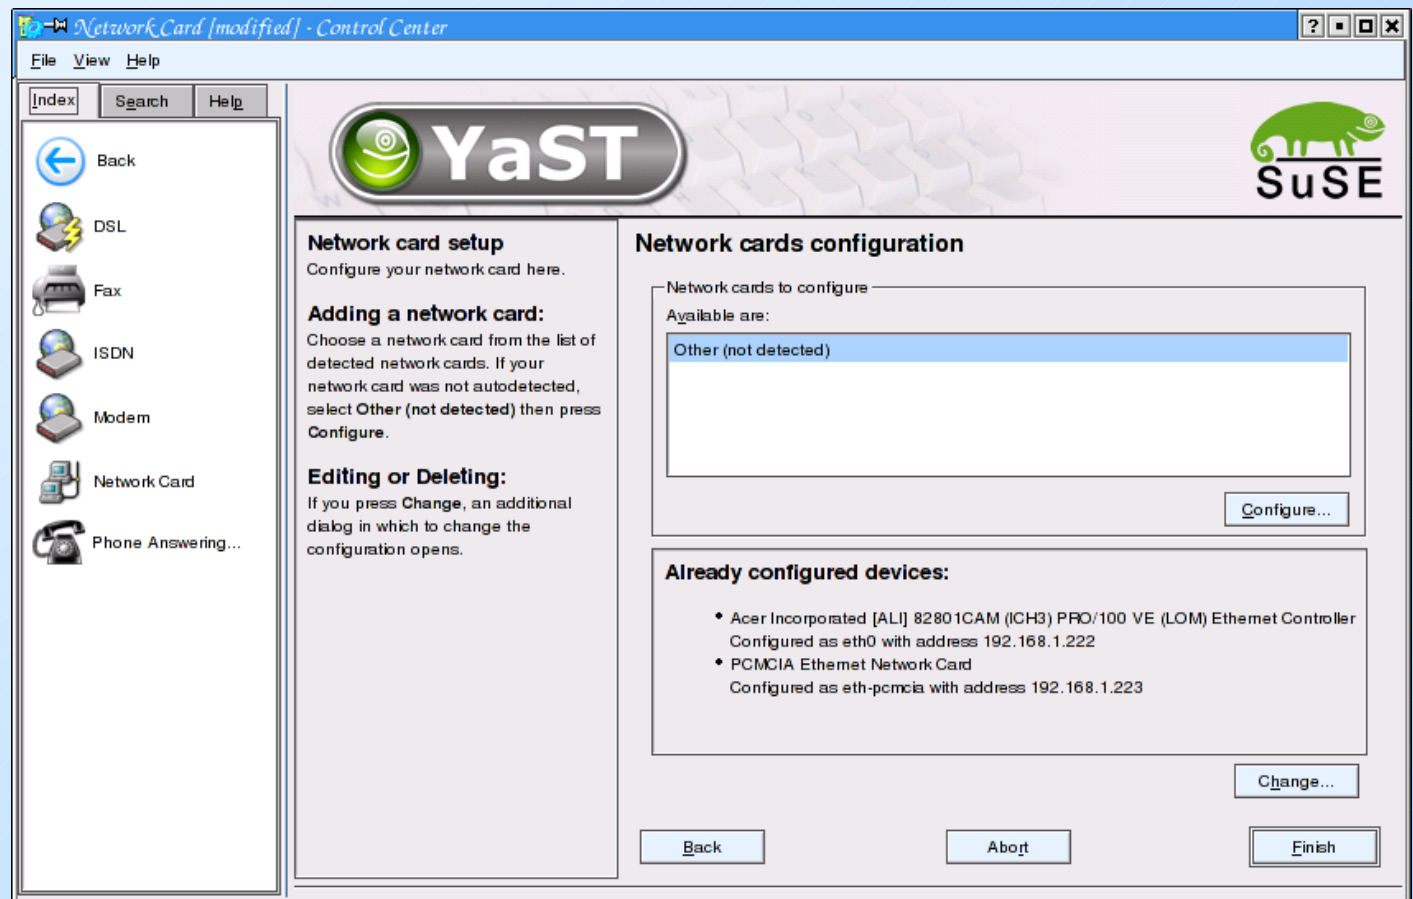 Network Card [modified] - Control Center
File View Help
Index Search Help
Back
DSL
Fax
ISDN
Modem
Network Card
Phone Answering...
YaST
SuSE
Network card setup
Configure your network card here.
Adding a network card:
Choose a network card from the list of
detected network cards. If your
network card was not autodetected,
select Other (not detected) then press
Configure.
Editing or Deleting:
If you press Change, an additional
dialog in which to change the
configuration opens.
Network cards configuration
Network cards to configure
Available are:
Other (not detected)
Configure...
Already configured devices:
• Acer Incorporated [ALI] 82801CAM (ICH3) PRO/100 VE (LOM) Ethernet Controller
Configured as eth0 with address 192.168.1.222
• PCMCIA Ethernet Network Card
Configured as eth-pcmcia with address 192.168.1.223
Change...
Back Abort Finish